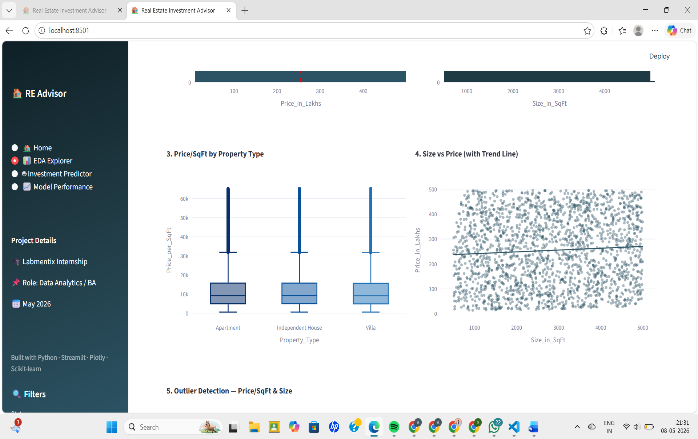 Real Estate Investment Advisor
Real Estate Investment Advisor
localhost:8501
Chat
Deploy
RE Advisor
Home
EDA Explorer
Investment Predictor
Model Performance
Project Details
Labmentix Internship
Role: Data Analytics / BA
May 2026
Built with Python · Streamlit · Plotly ·
Scikit-learn
Filters
0
100
200
300
400
Price_in_Lakhs
0
1000
2000
3000
4000
Size_in_SqFt
3. Price/SqFt by Property Type
60k
50k
40k
30k
20k
10k
0
Price_per_SqFt
Apartment
Independent House
Villa
Property_Type
4. Size vs Price (with Trend Line)
500
400
300
200
100
0
Price_in_Lakhs
1000
2000
3000
4000
5000
Size_in_SqFt
5. Outlier Detection — Price/SqFt & Size
Search
ENG
IN
21:31
08-05-2026